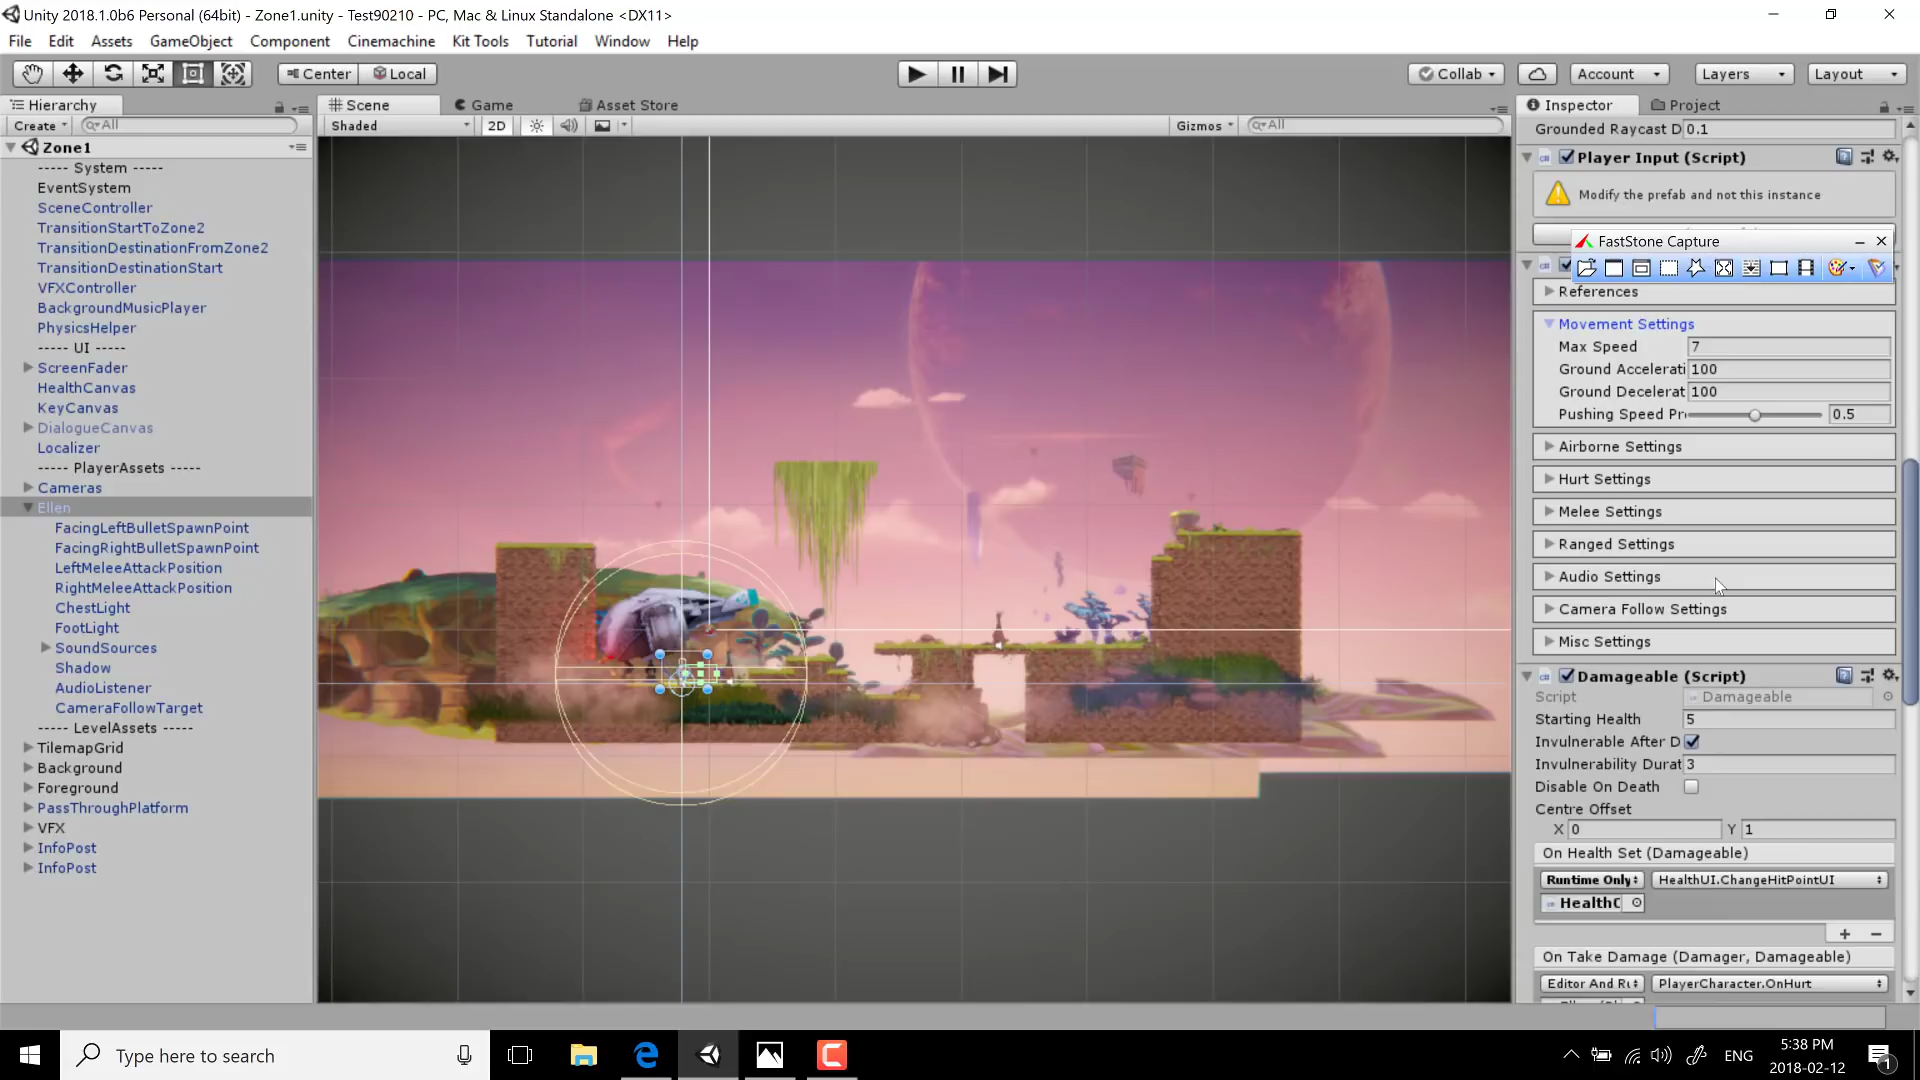 Unity 2018.1.0b6 Personal (64bit) - Zone1.unity - Test90210 - PC, Mac & Linux Standalone <DX11>
File Edit Assets GameObject Component Cinemachine Kit Tools Tutorial Window Help
Center Local Collab Account Layers Layout
Hierarchy Scene Game Asset Store Inspector Project
Create All Shaded 2D Gizmos All
Grounded Raycast D 0.1
Zone1
----- System -----
EventSystem
SceneController
TransitionStartToZone2
TransitionDestinationFromZone2
TransitionDestinationStart
VFXController
BackgroundMusicPlayer
PhysicsHelper
----- UI -----
ScreenFader
HealthCanvas
KeyCanvas
DialogueCanvas
Localizer
----- PlayerAssets -----
Cameras
Ellen
FacingLeftBulletSpawnPoint
FacingRightBulletSpawnPoint
LeftMeleeAttackPosition
RightMeleeAttackPosition
ChestLight
FootLight
SoundSources
Shadow
AudioListener
CameraFollowTarget
----- LevelAssets -----
TilemapGrid
Background
Foreground
PassThroughPlatform
VFX
InfoPost
InfoPost
Player Input (Script)
Modify the prefab and not this instance
FastStone Capture
References
Movement Settings
Max Speed 7
Ground Accelerati 100
Ground Decelerat 100
Pushing Speed Pr 0.5
Airborne Settings
Hurt Settings
Melee Settings
Ranged Settings
Audio Settings
Camera Follow Settings
Misc Settings
Damageable (Script)
Script Damageable
Starting Health 5
Invulnerable After D
Invulnerability Durat 3
Disable On Death
Centre Offset
X 0 Y 1
On Health Set (Damageable)
Runtime Only HealthUI.ChangeHitPointUI
HealthC
On Take Damage (Damager, Damageable)
Editor And Ru PlayerCharacter.OnHurt
Type here to search
ENG
5:38 PM
2018-02-12
1